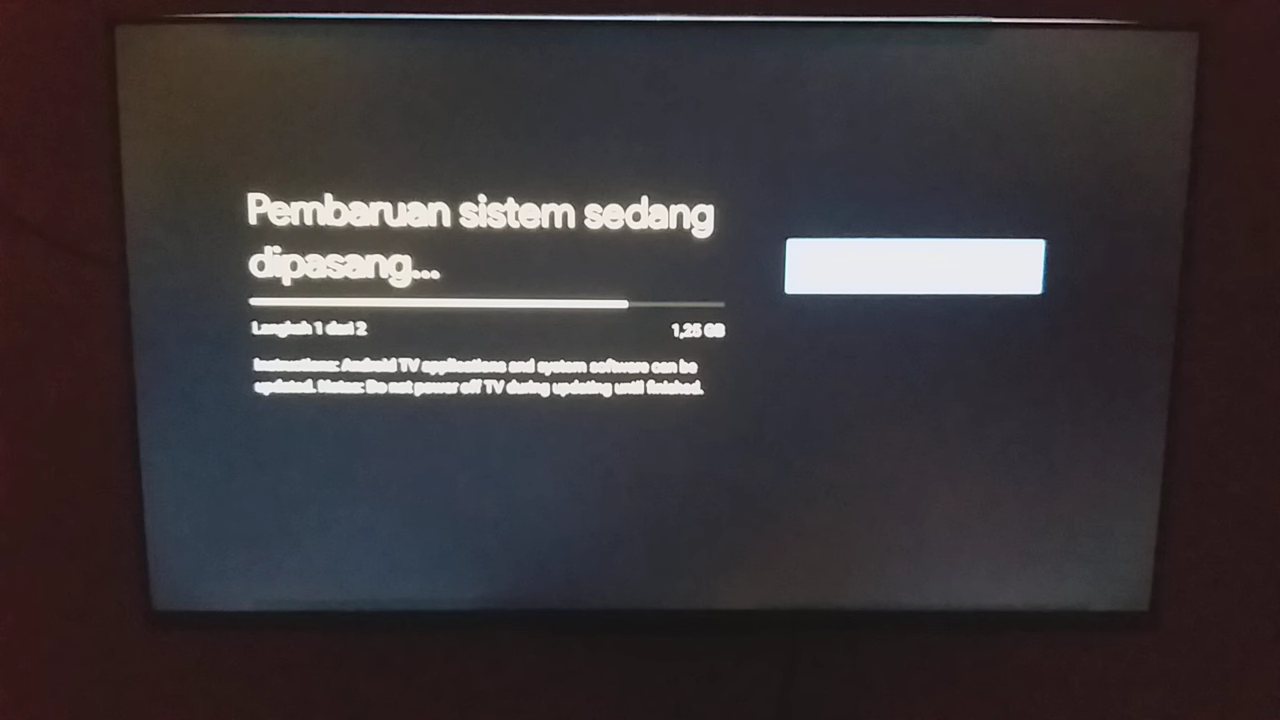 Pembaruan sistem sedang
dipasang...
Langkah 1 dari 2
1,25 GB
Instructions: Android TV applications and system software can be
updated. Notes: Do not power off TV during updating until finished.